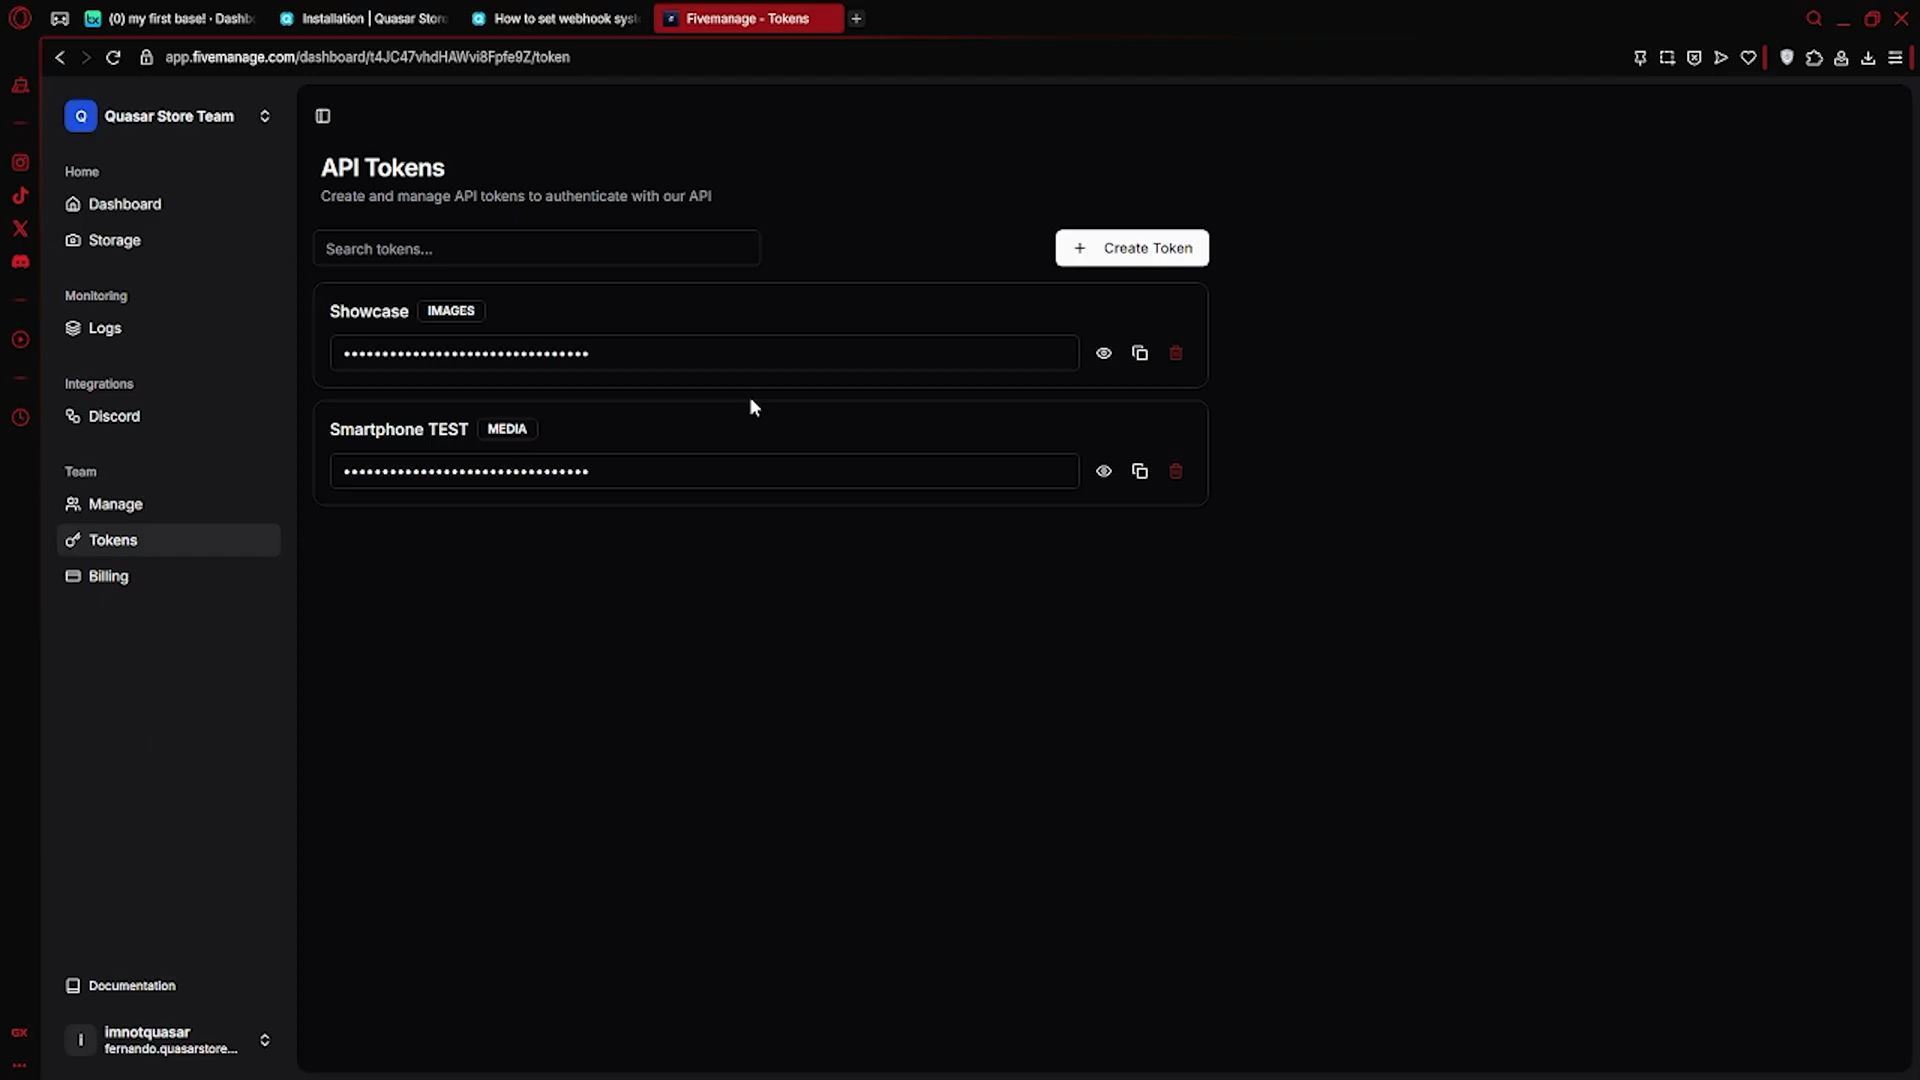 (0) my first base! · Dashb
Installation | Quasar Store
How to set webhook syst
Fivemanage - Tokens
app.fivemanage.com/dashboard/t4JC47vhdHAWvi8Fpfe9Z/token
Q
Quasar Store Team
Home
Dashboard
Storage
Monitoring
Logs
Integrations
Discord
Team
Manage
Tokens
Billing
Documentation
i
imnotquasar
fernando.quasarstore...
GX
API Tokens
Create and manage API tokens to authenticate with our API
Search tokens...
+ Create Token
Showcase IMAGES
••••••••••••••••••••••••••••••••
Smartphone TEST MEDIA
••••••••••••••••••••••••••••••••